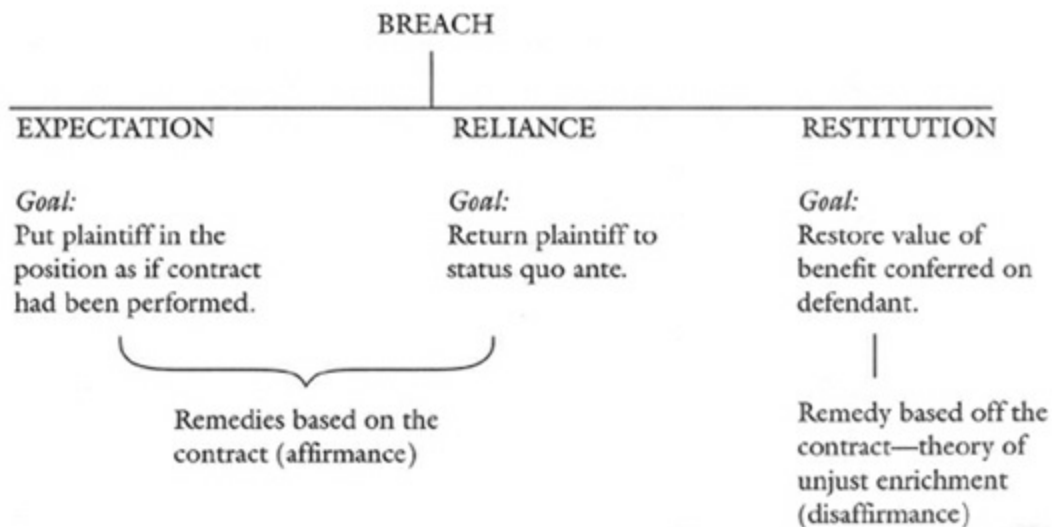 BREACH
EXPECTATION
RELIANCE
RESTITUTION
Goal:
Put plaintiff in the
position as if contract
had been performed.
Goal:
Return plaintiff to
status quo ante.
Goal:
Restore value of
benefit conferred on
defendant.
Remedies based on the
contract (affirmance)
Remedy based off the
contract—theory of
unjust enrichment
(disaffirmance)